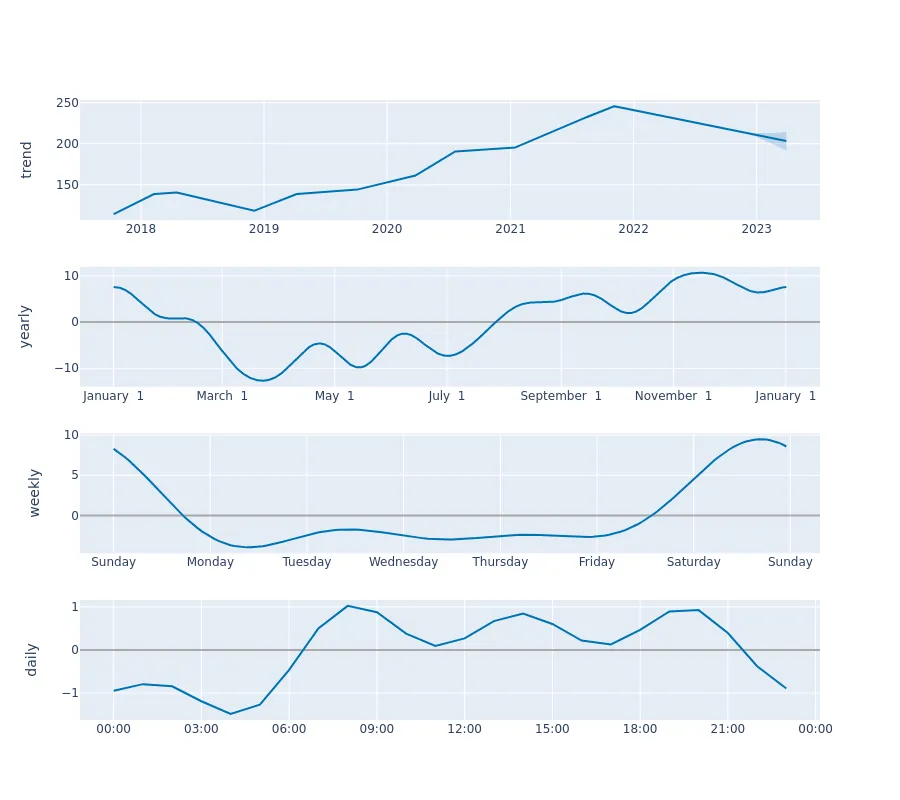 trend
250
200
150
2018 2019 2020 2021 2022 2023
yearly
10
0
−10
January 1 March 1 May 1 July 1 September 1 November 1 January 1
weekly
10
5
0
Sunday Monday Tuesday Wednesday Thursday Friday Saturday Sunday
daily
1
0
−1
00:00 03:00 06:00 09:00 12:00 15:00 18:00 21:00 00:00